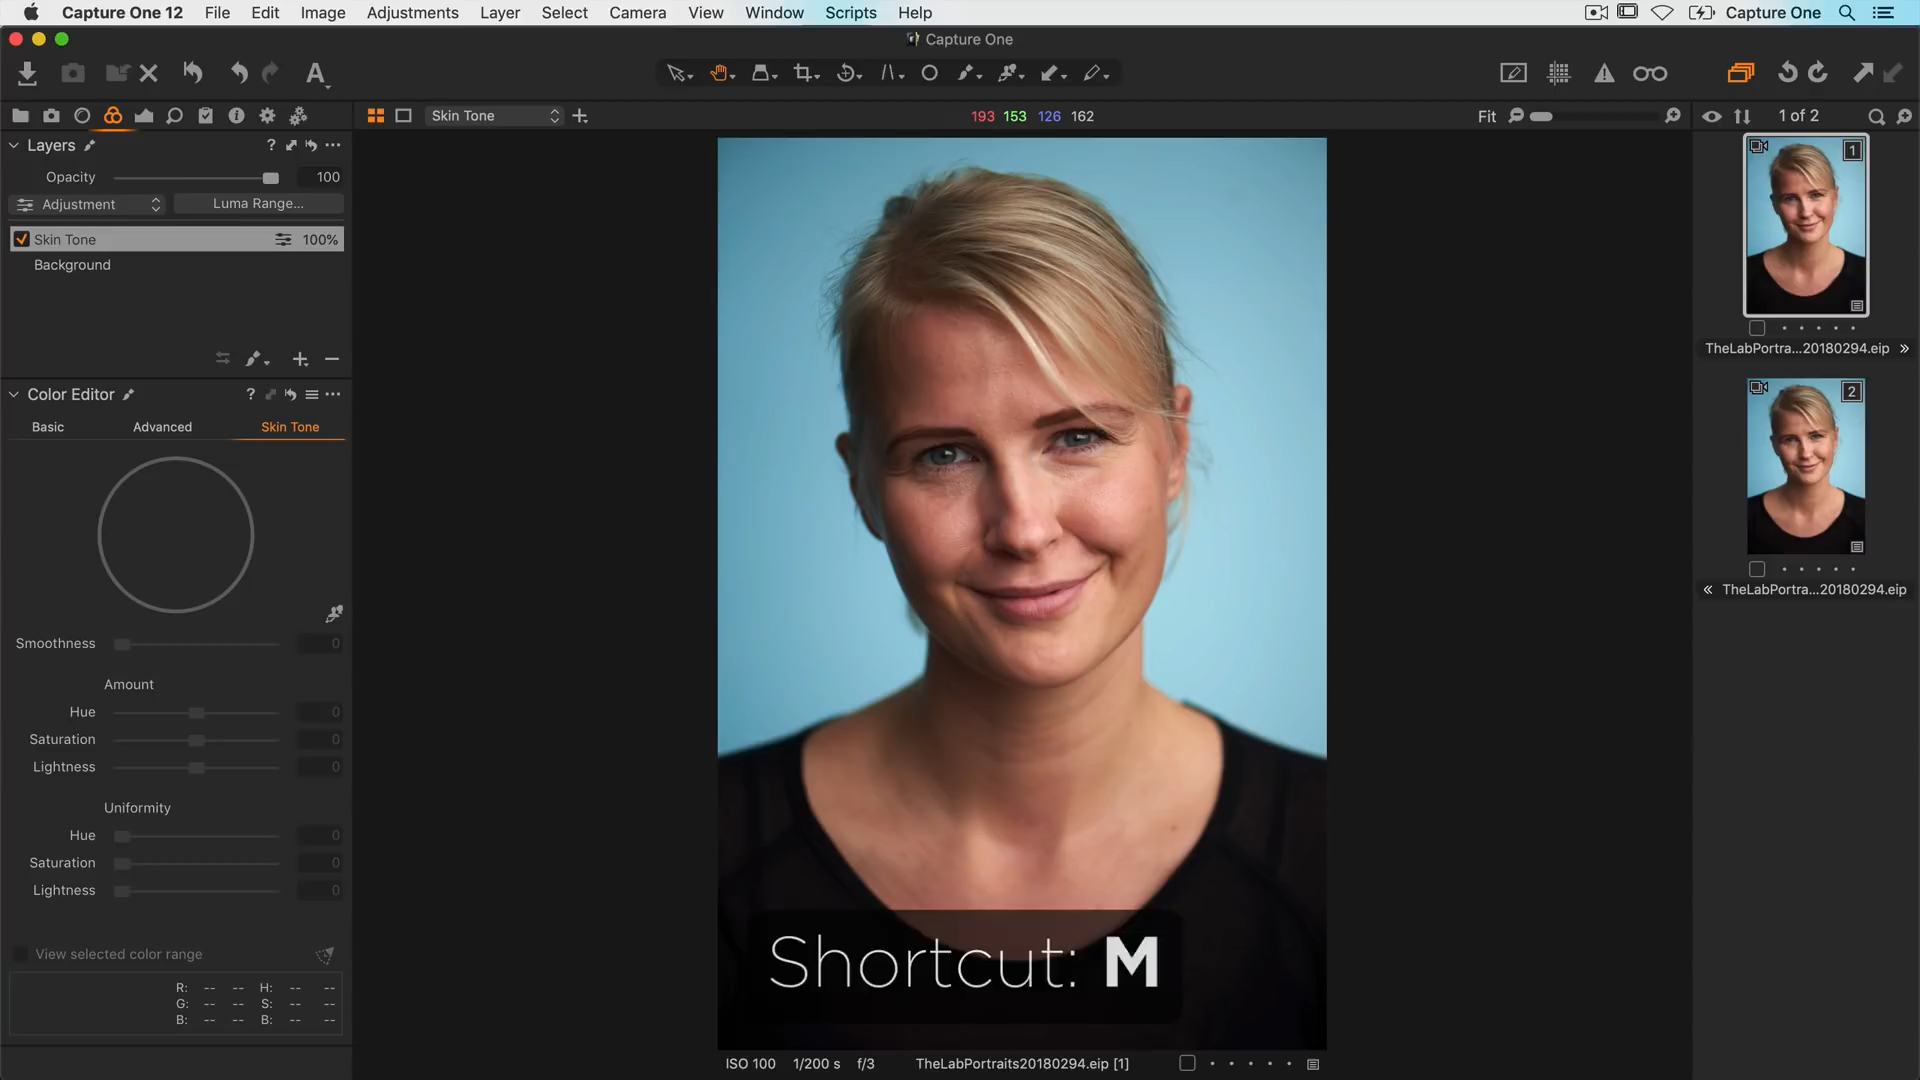 Capture One 12 File Edit Image Adjustments Layer Select Camera View Window Scripts Help Capture One
Capture One
Skin Tone 193 153 126 162 Fit 1 of 2
Layers ?
Opacity 100
Adjustment Luma Range...
Skin Tone 100%
Background
Color Editor ?
Basic Advanced Skin Tone
Smoothness 0
Amount
Hue 0
Saturation 0
Lightness 0
Uniformity
Hue 0
Saturation 0
Lightness 0
View selected color range
R: -- -- H: -- --
G: -- -- S: -- --
B: -- -- B: -- --
Shortcut: M
ISO 100 1/200 s f/3 TheLabPortraits20180294.eip [1]
1
TheLabPortra...20180294.eip »
2
« TheLabPortra...20180294.eip